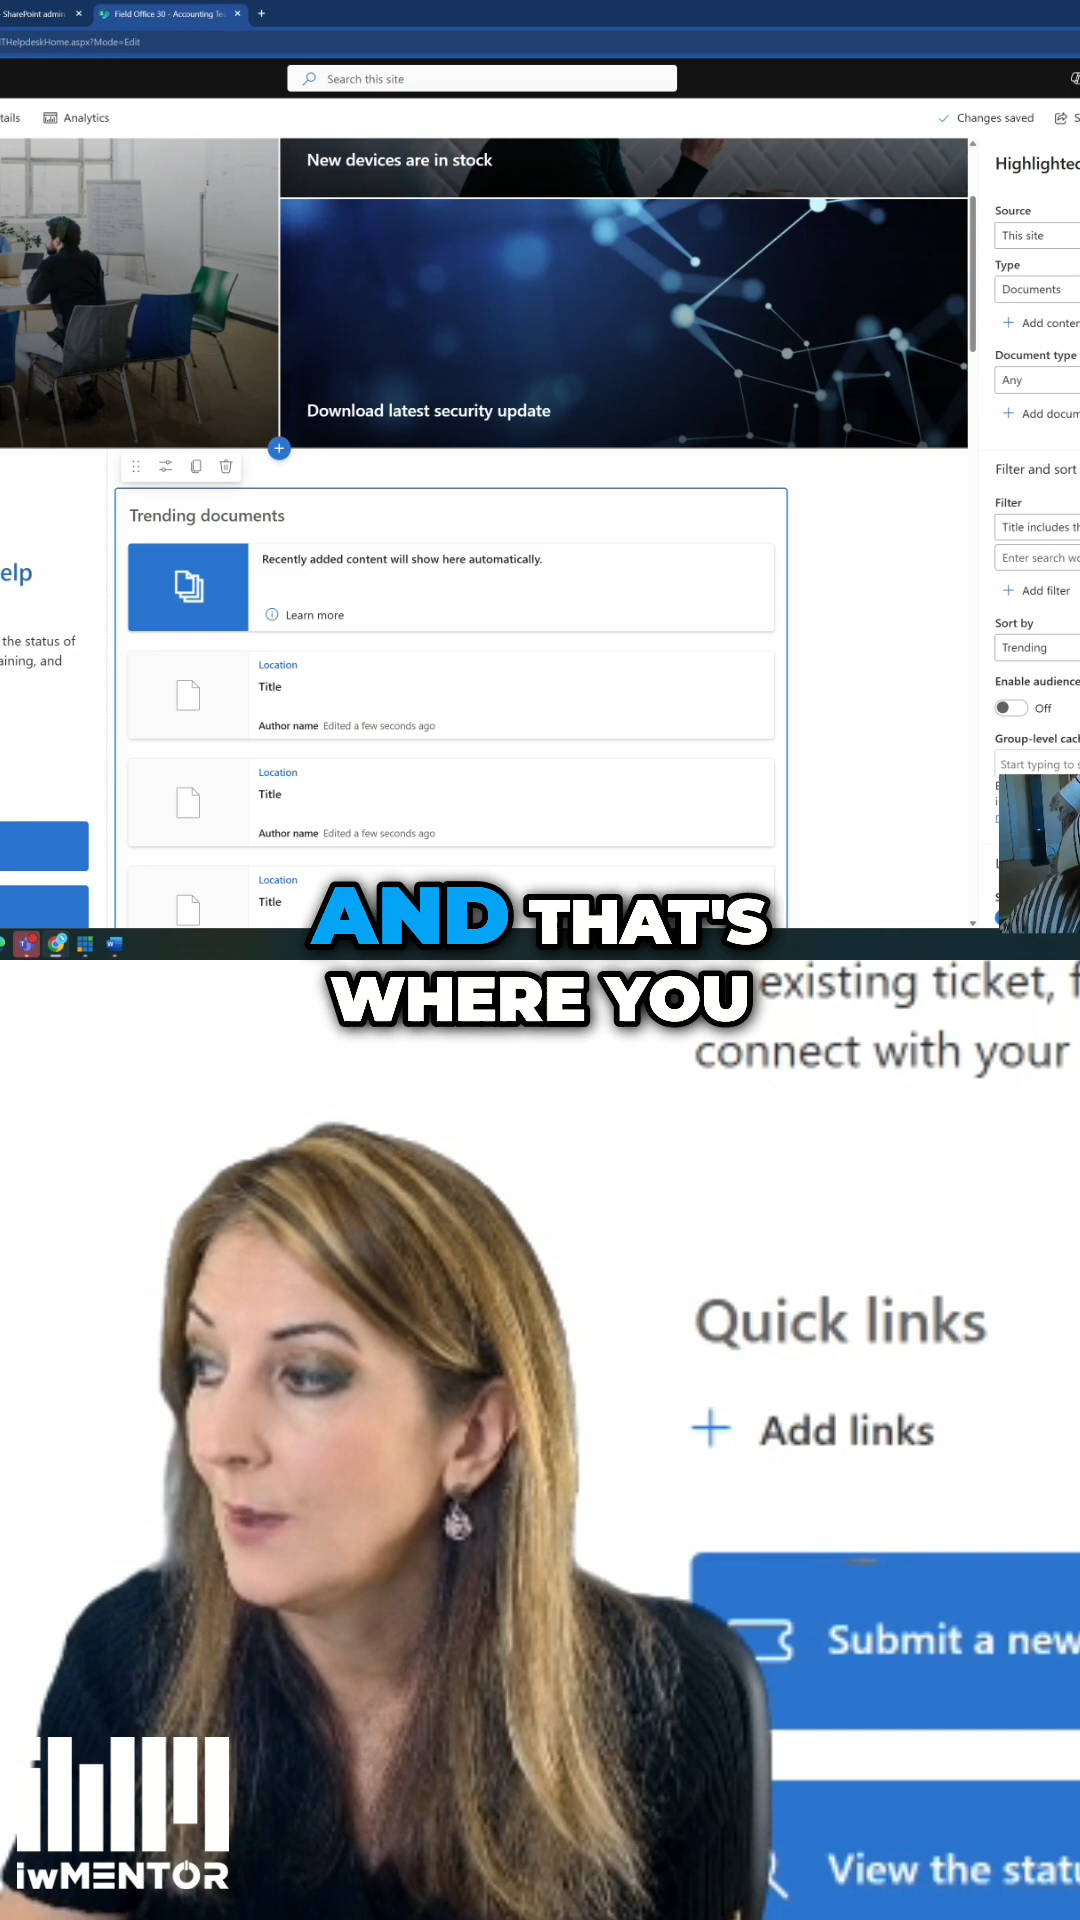 SharePoint admin
Field Office 30 - Accounting Te
THelpdeskHome.aspx?Mode=Edit
Search this site
tails
Analytics
Changes saved
S
New devices are in stock
Download latest security update
Highlighted
Source
This site
Type
Documents
Add conten
Document type
Any
Add docum
Filter and sort
Filter
Title includes th
Enter search wo
Add filter
Sort by
Trending
Enable audience
Off
Group-level cach
Start typing to s
elp
the status of
aining, and
Trending documents
Recently added content will show here automatically.
Learn more
Location
Title
Author name Edited a few seconds ago
Location
Title
Author name Edited a few seconds ago
Location
Title
AND THAT'S
WHERE YOU
existing ticket, f
connect with your
Quick links
Add links
Submit a new
View the statu
iwMENTOR